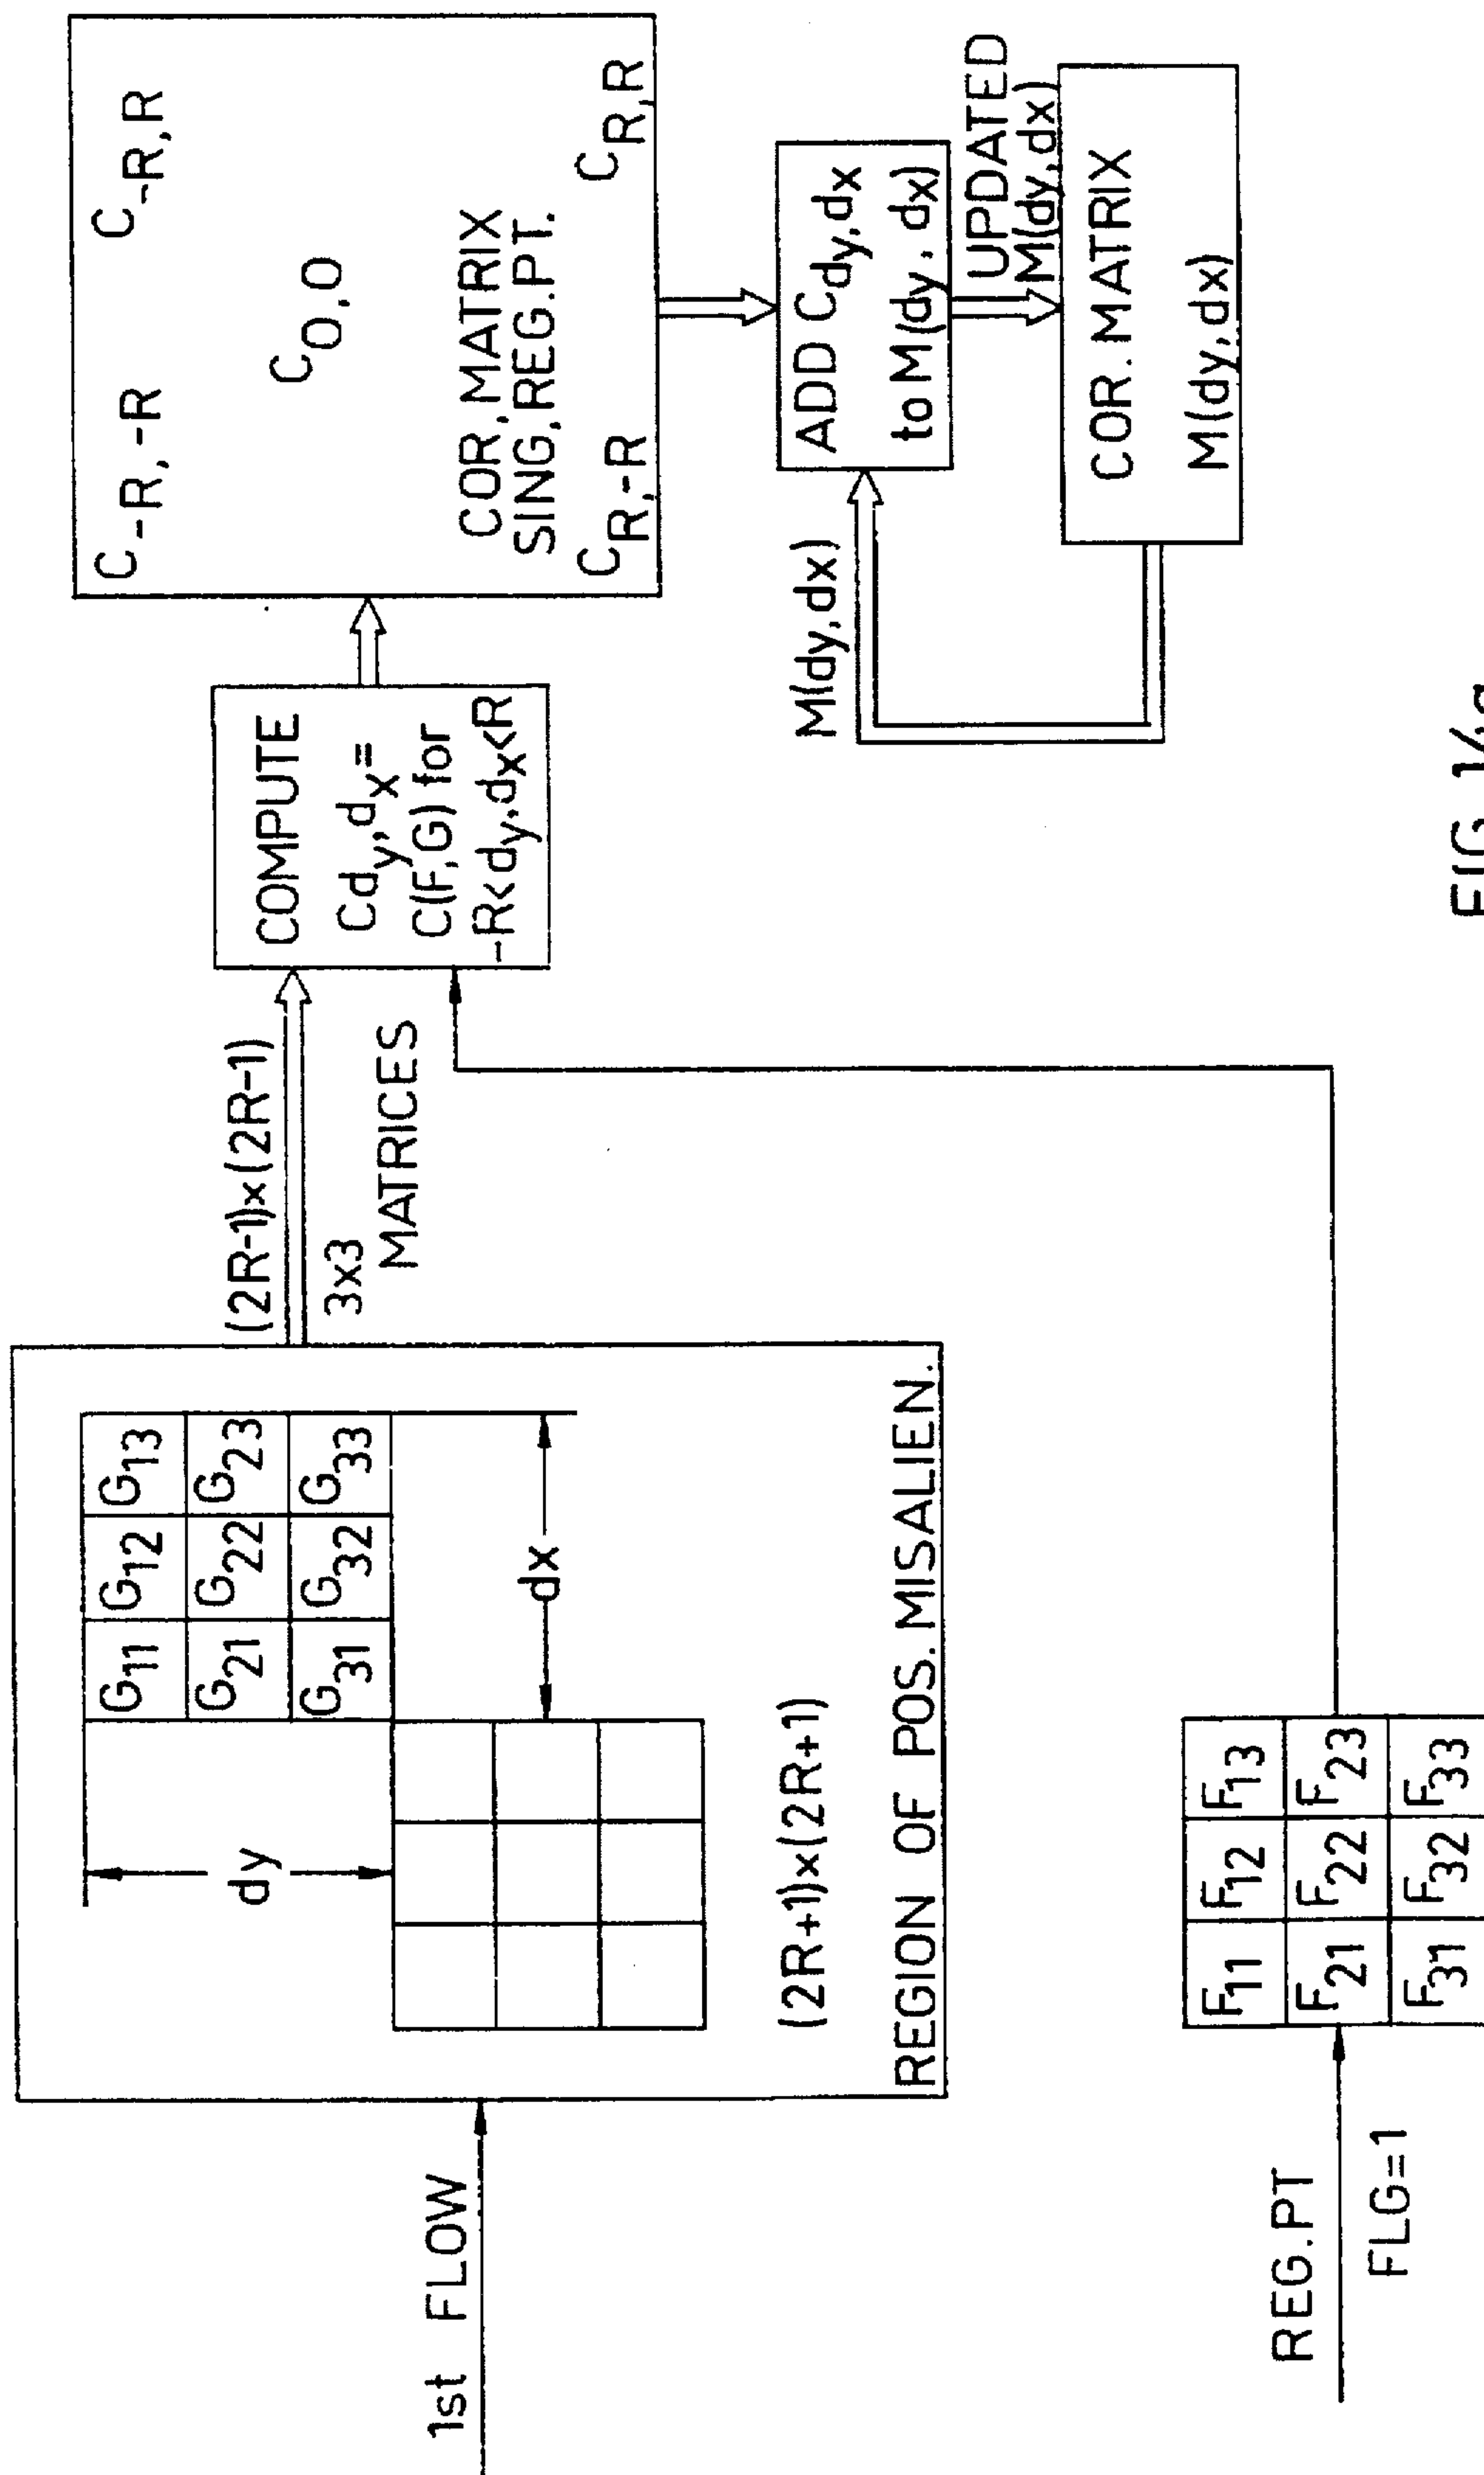 1st FLOW
dy
G11 G12 G13
G21 G22 G23
G31 G32 G33
dx
(2R+1)x(2R+1)
REGION OF POS. MISALIEN.
(2R-1)x(2R-1)
3x3
MATRICES
REG.PT
FLG=1
F11 F12 F13
F21 F22 F23
F31 F32 F33
COMPUTE
Cdy,dx=
C(F,G) for
-R<dy,dx<R
C-R,-R C-R,R
C0,0
COR, MATRIX
SING,REG.PT.
CR,-R CR,R
ADD Cdy,dx
to M(dy,dx)
M(dy,dx)
UPDATED
M(dy,dx)
COR.MATRIX
M(dy,dx)